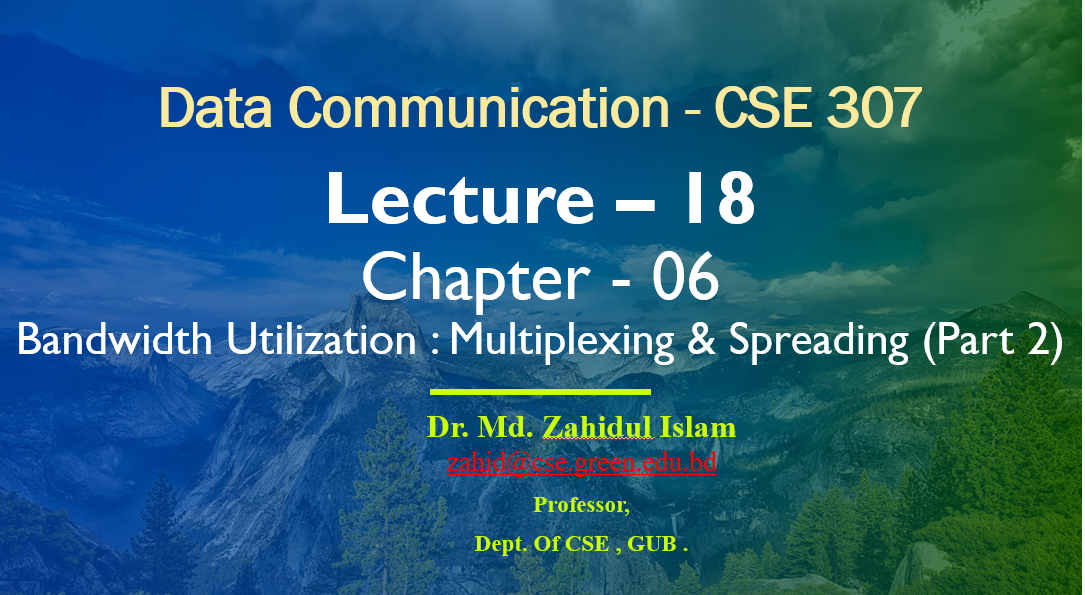 Data Communication - CSE 307
Lecture – 18
Chapter - 06
Bandwidth Utilization : Multiplexing & Spreading (Part 2)
Dr. Md. Zahidul Islam
zahid@cse.green.edu.bd
Professor,
Dept. Of CSE , GUB .